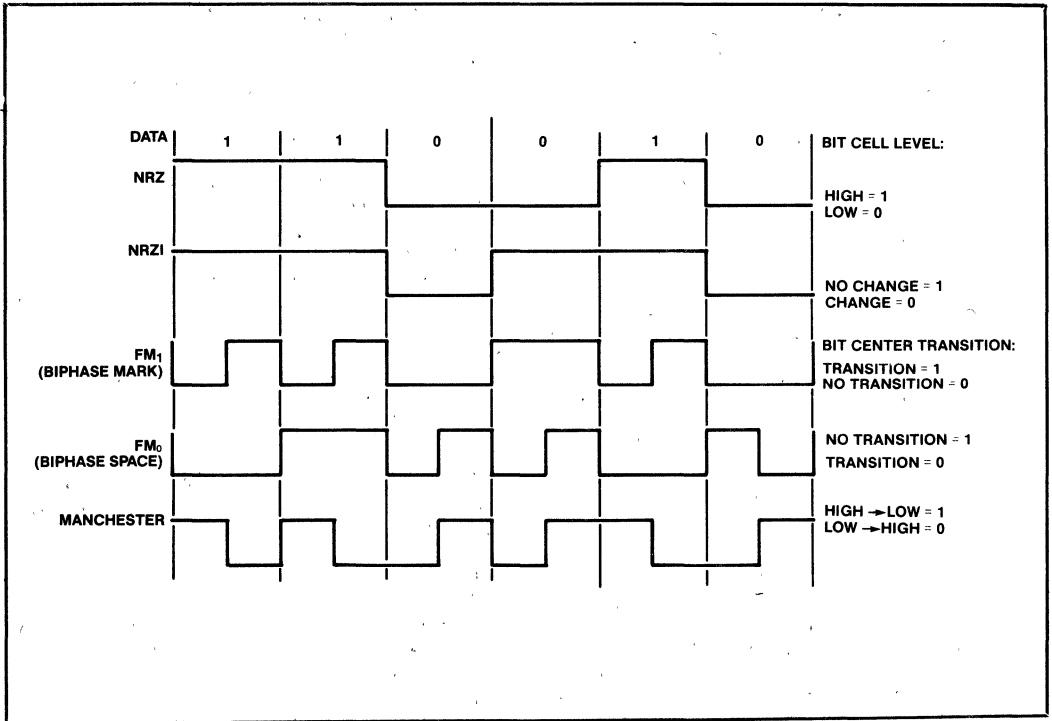 DATA 1 1 0 0 1 0 BIT CELL LEVEL:
NRZ
HIGH = 1
LOW = 0
NRZI
NO CHANGE = 1
CHANGE = 0
FM₁
(BIPHASE MARK)
BIT CENTER TRANSITION:
TRANSITION = 1
NO TRANSITION = 0
FM₀
(BIPHASE SPACE)
NO TRANSITION = 1
TRANSITION = 0
MANCHESTER
HIGH → LOW = 1
LOW → HIGH = 0